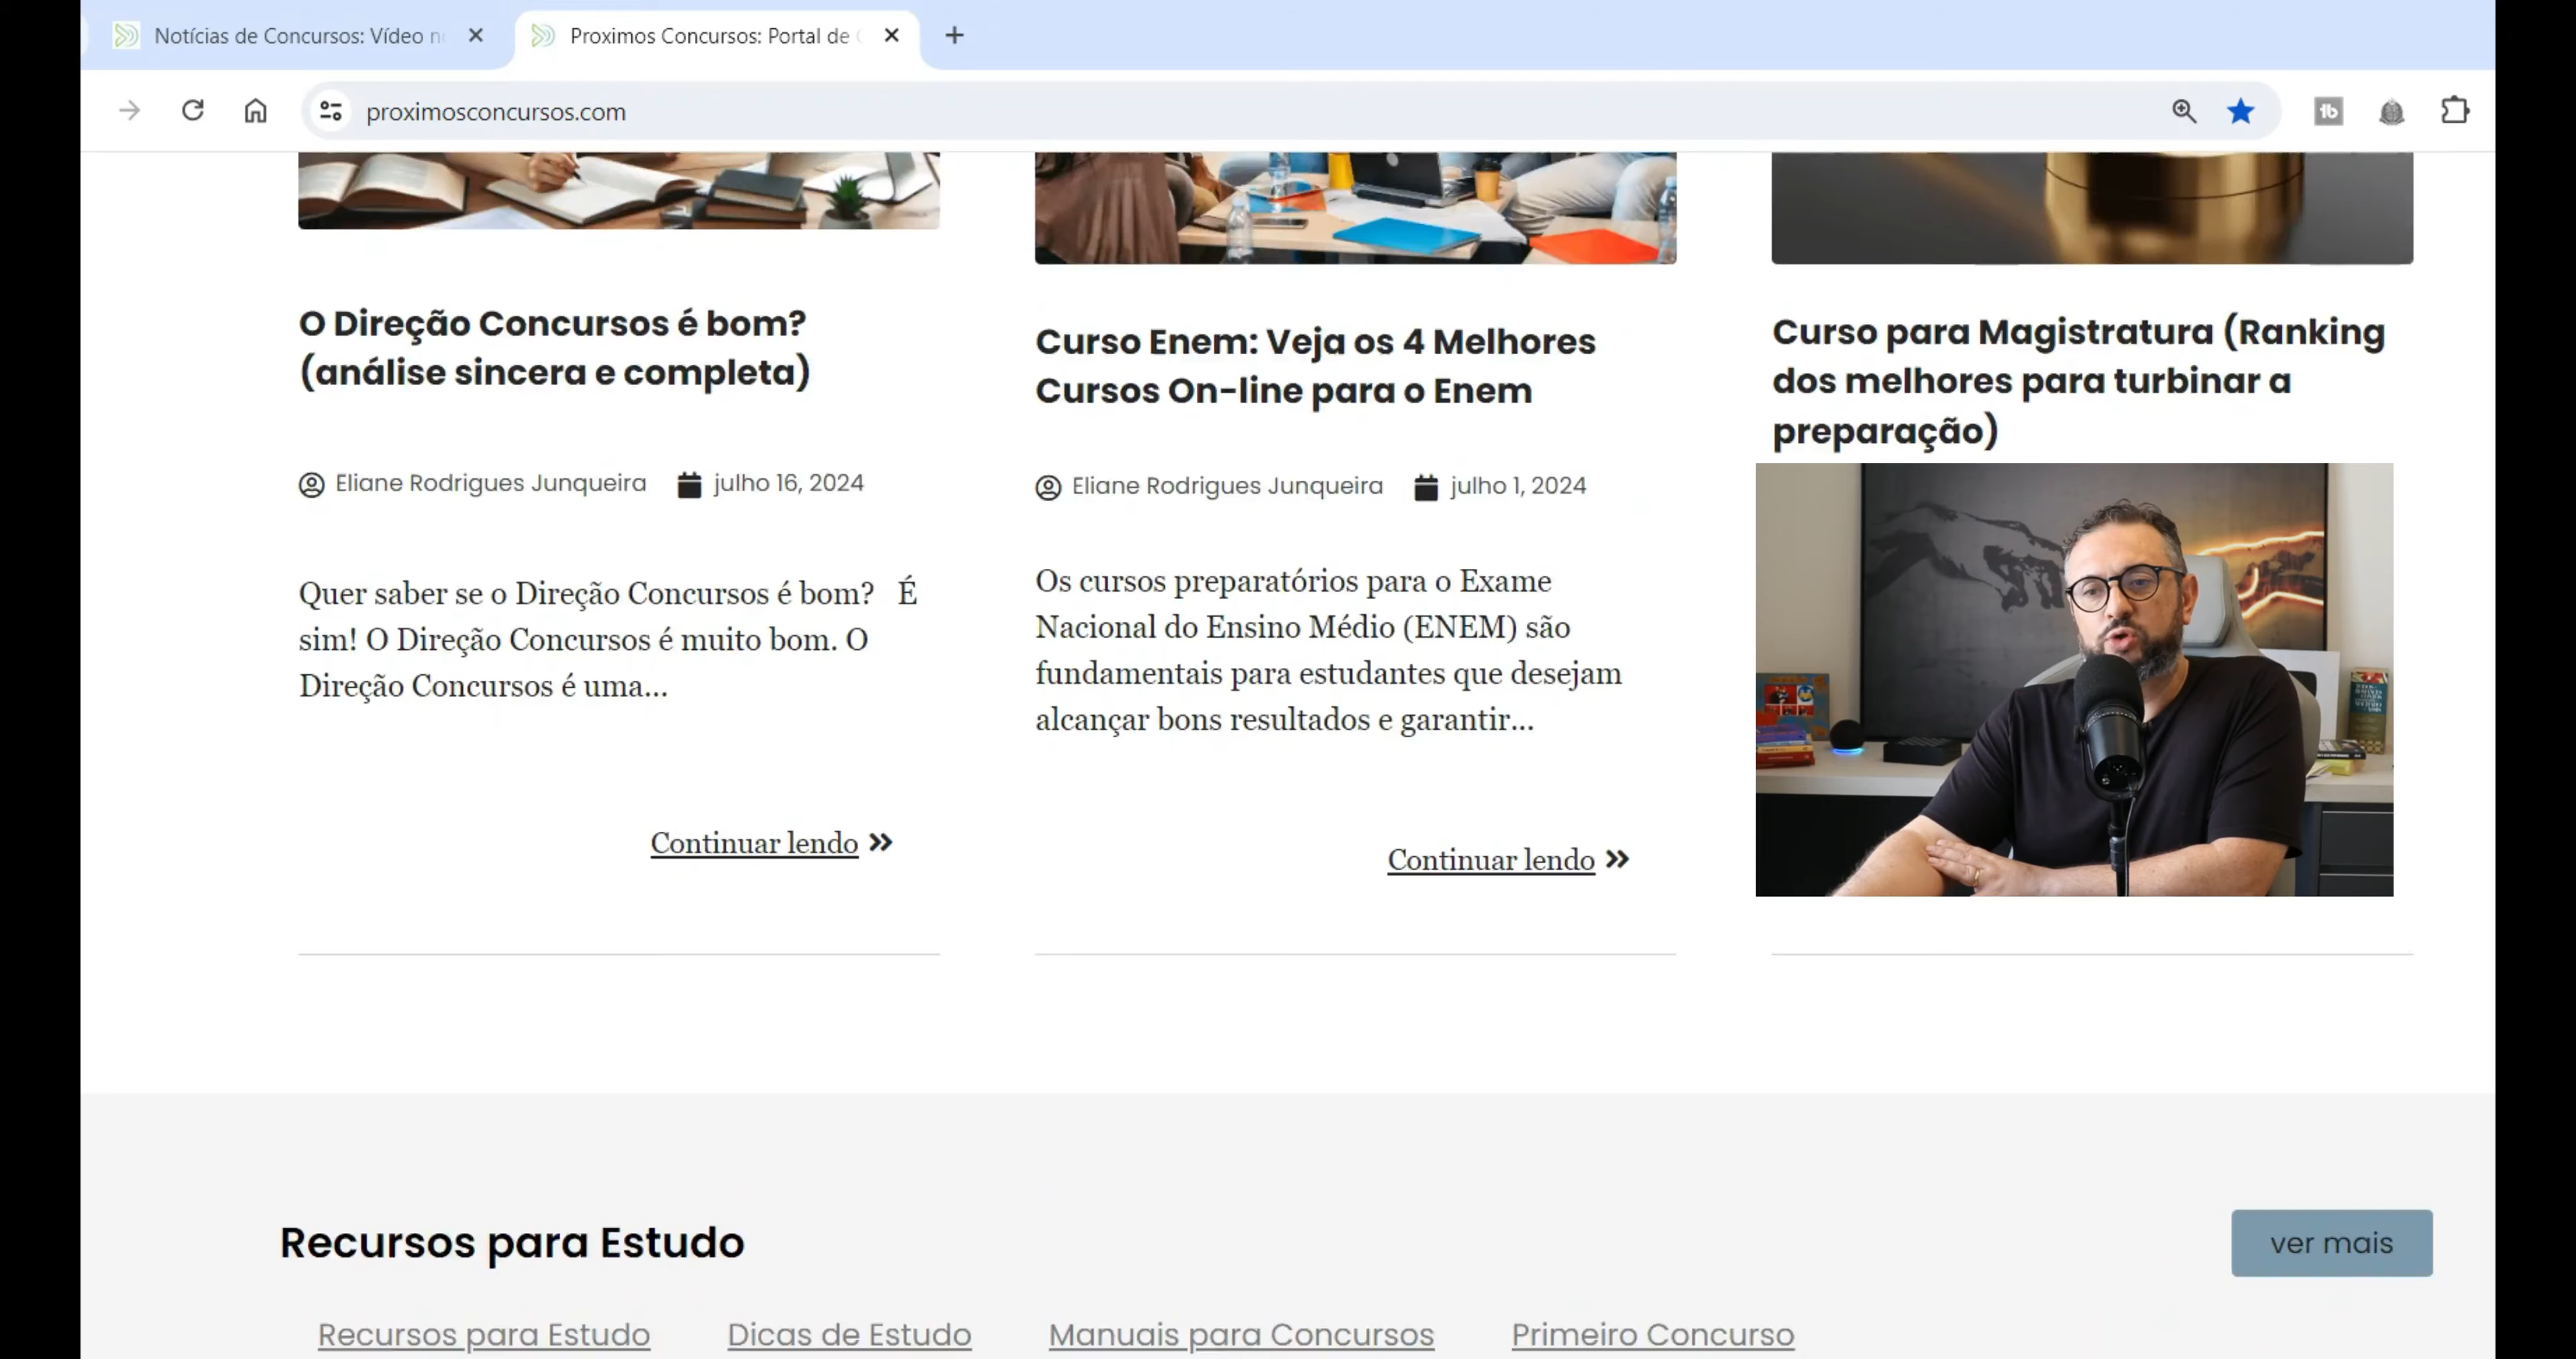 Notícias de Concursos: Vídeo n
Proximos Concursos: Portal de
proximosconcursos.com
O Direção Concursos é bom?
(análise sincera e completa)
Eliane Rodrigues Junqueira julho 16, 2024
Quer saber se o Direção Concursos é bom? É
sim! O Direção Concursos é muito bom. O
Direção Concursos é uma...
Continuar lendo
Curso Enem: Veja os 4 Melhores
Cursos On-line para o Enem
Eliane Rodrigues Junqueira julho 1, 2024
Os cursos preparatórios para o Exame
Nacional do Ensino Médio (ENEM) são
fundamentais para estudantes que desejam
alcançar bons resultados e garantir...
Continuar lendo
Curso para Magistratura (Ranking
dos melhores para turbinar a
preparação)
Recursos para Estudo
ver mais
Recursos para Estudo Dicas de Estudo Manuais para Concursos Primeiro Concurso